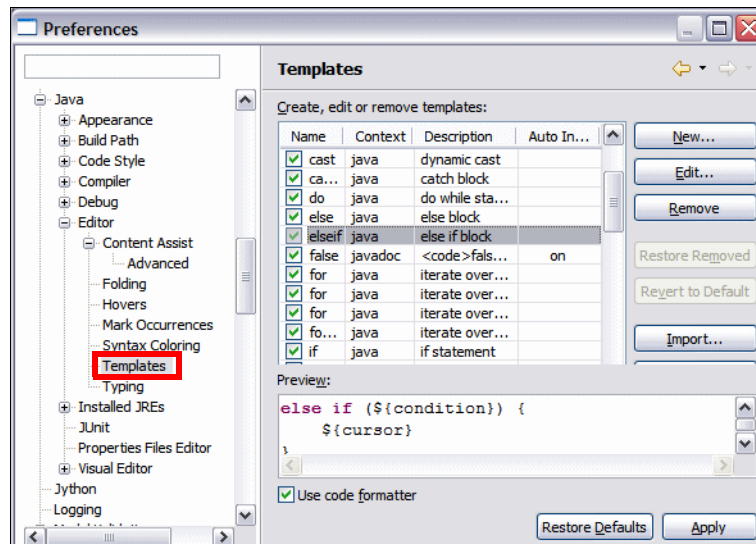 Preferences
Java
Appearance
Build Path
Code Style
Compiler
Debug
Editor
Content Assist
Advanced
Folding
Hovers
Mark Occurrences
Syntax Coloring
Templates
Typing
Installed JREs
JUnit
Properties Files Editor
Visual Editor
Jython
Logging
Templates
Create, edit or remove templates:
Name Context Description Auto In...
cast java dynamic cast
ca... java catch block
do java do while sta...
else java else block
elseif java else if block
false javadoc <code>fals... on
for java iterate over...
for java iterate over...
for java iterate over...
fo... java iterate over...
if java if statement
New...
Edit...
Remove
Restore Removed
Revert to Default
Import...
Preview:
else if (${condition}) {
${cursor}
}
Use code formatter
Restore Defaults Apply